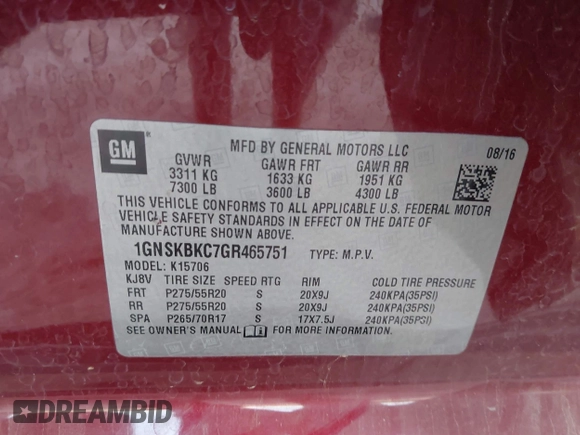 GM
MFD BY GENERAL MOTORS LLC 08/16
GVWR GAWR FRT GAWR RR
3311 KG 1633 KG 1951 KG
7300 LB 3600 LB 4300 LB
THIS VEHICLE CONFORMS TO ALL APPLICABLE U.S. FEDERAL MOTOR
VEHICLE SAFETY STANDARDS IN EFFECT ON THE DATE OF
MANUFACTURE SHOWN ABOVE.
1GNSKBKC7GR465751 TYPE: M.P.V.
MODEL: K15706
KJ8V TIRE SIZE SPEED RTG RIM COLD TIRE PRESSURE
FRT P275/55R20 S 20X9J 240KPA(35PSI)
RR P275/55R20 S 20X9J 240KPA(35PSI)
SPA P265/70R17 S 17X7.5J 240KPA(35PSI)
SEE OWNER'S MANUAL FOR MORE INFORMATION.
DREAMBID